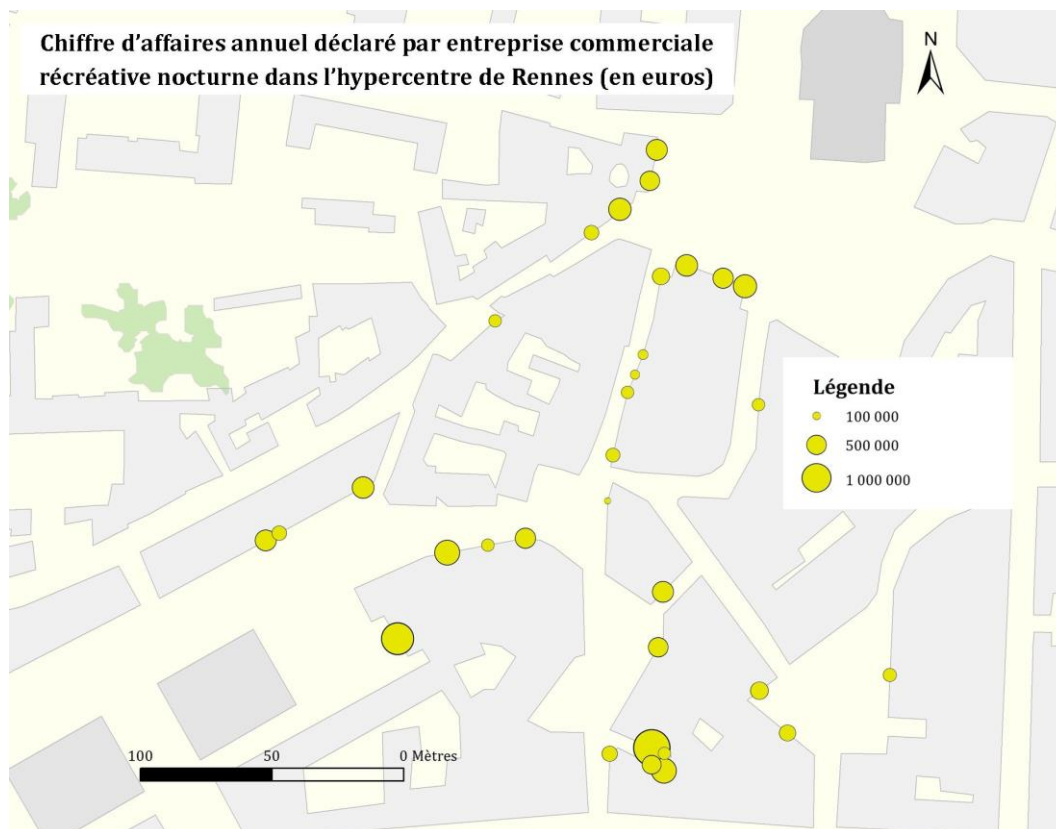 Chiffre d'affaires annuel déclaré par entreprise commerciale
récréative nocturne dans l'hypercentre de Rennes (en euros)
N
Légende
100 000
500 000
1 000 000
100 50 0 Mètres